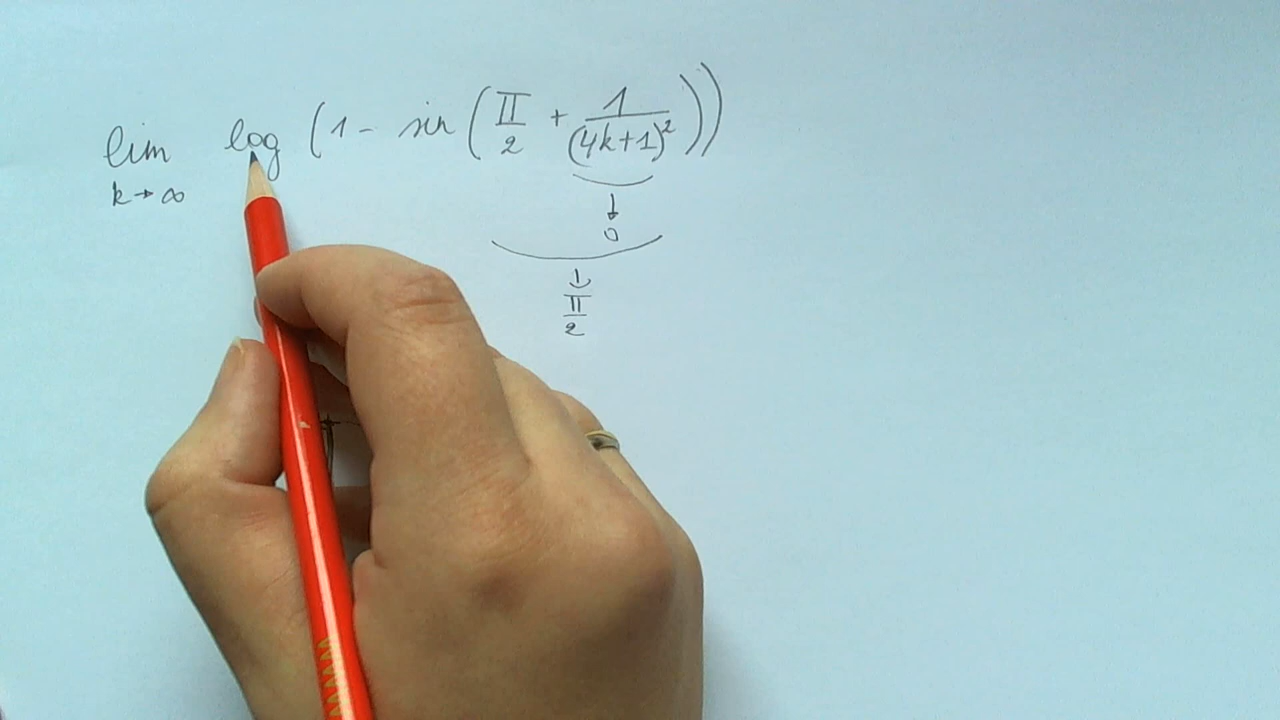 lim log (1 - sin (π/2 + 1/(4k+1)²))
k→∞
↓
0
↓
π/2